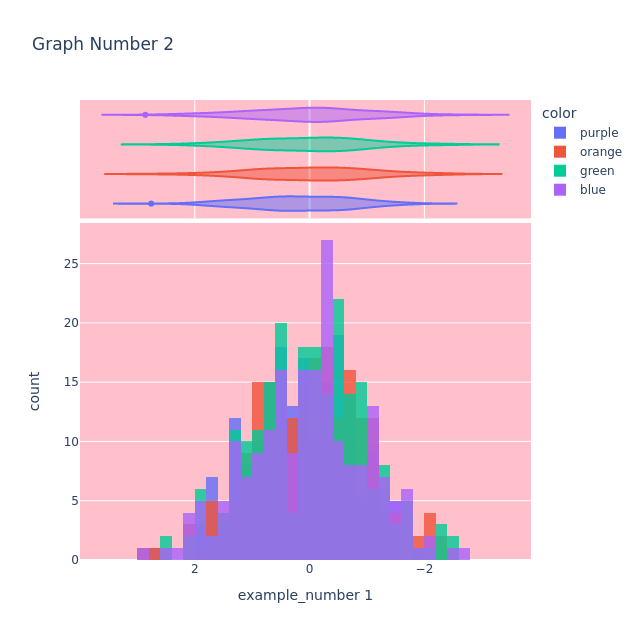 Graph Number 2
color
purple
orange
green
blue
25
20
15
10
5
0
count
2
0
−2
example_number 1